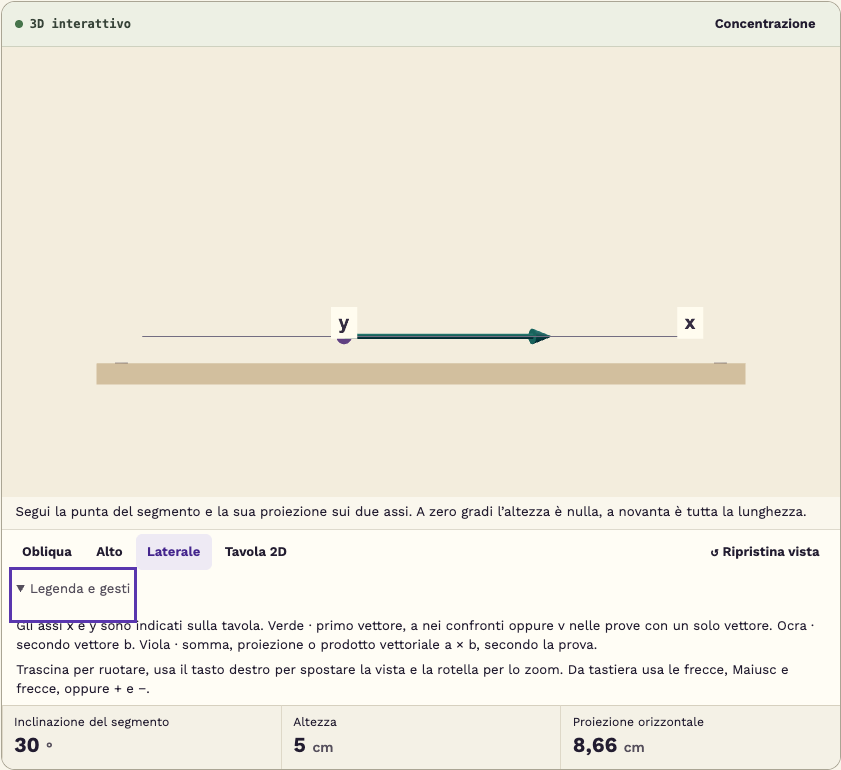 3D interattivo
Concentrazione
y
x
Segui la punta del segmento e la sua proiezione sui due assi. A zero gradi l’altezza è nulla, a novanta è tutta la lunghezza.
Obliqua Alto Laterale Tavola 2D
↺ Ripristina vista
▼ Legenda e gesti
Gli assi x e y sono indicati sulla tavola. Verde · primo vettore, a nei confronti oppure v nelle prove con un solo vettore. Ocra ·
secondo vettore b. Viola · somma, proiezione o prodotto vettoriale a × b, secondo la prova.
Trascina per ruotare, usa il tasto destro per spostare la vista e la rotella per lo zoom. Da tastiera usa le frecce, Maiusc e
frecce, oppure + e −.
Inclinazione del segmento
30 °
Altezza
5 cm
Proiezione orizzontale
8,66 cm